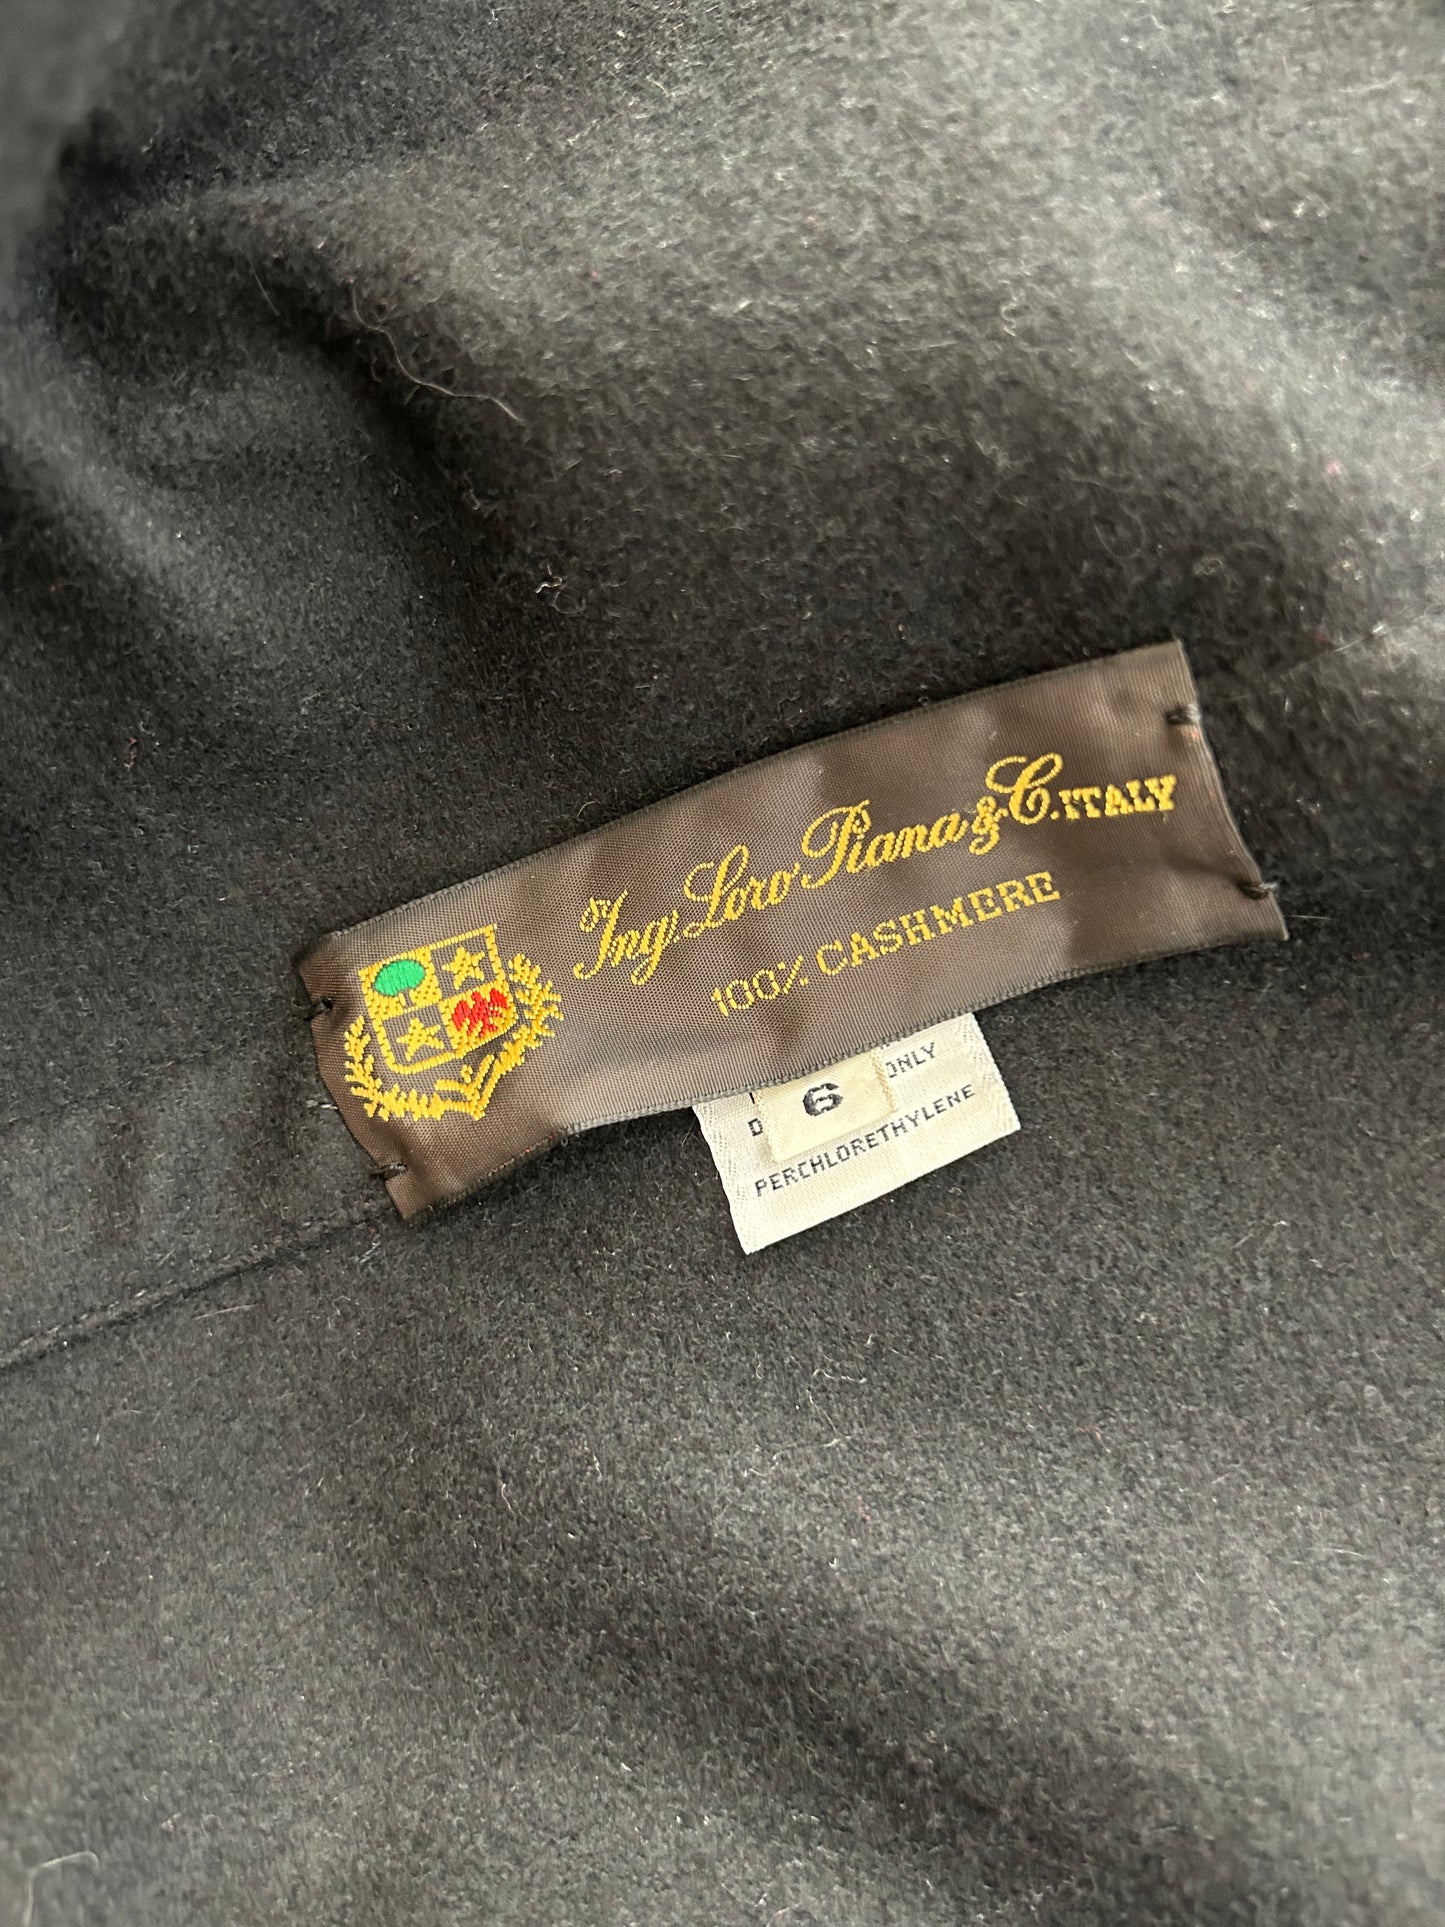 Ing. Loro Piana & C. ITALY
100% CASHMERE
ONLY
6
PERCHLORETHYLENE